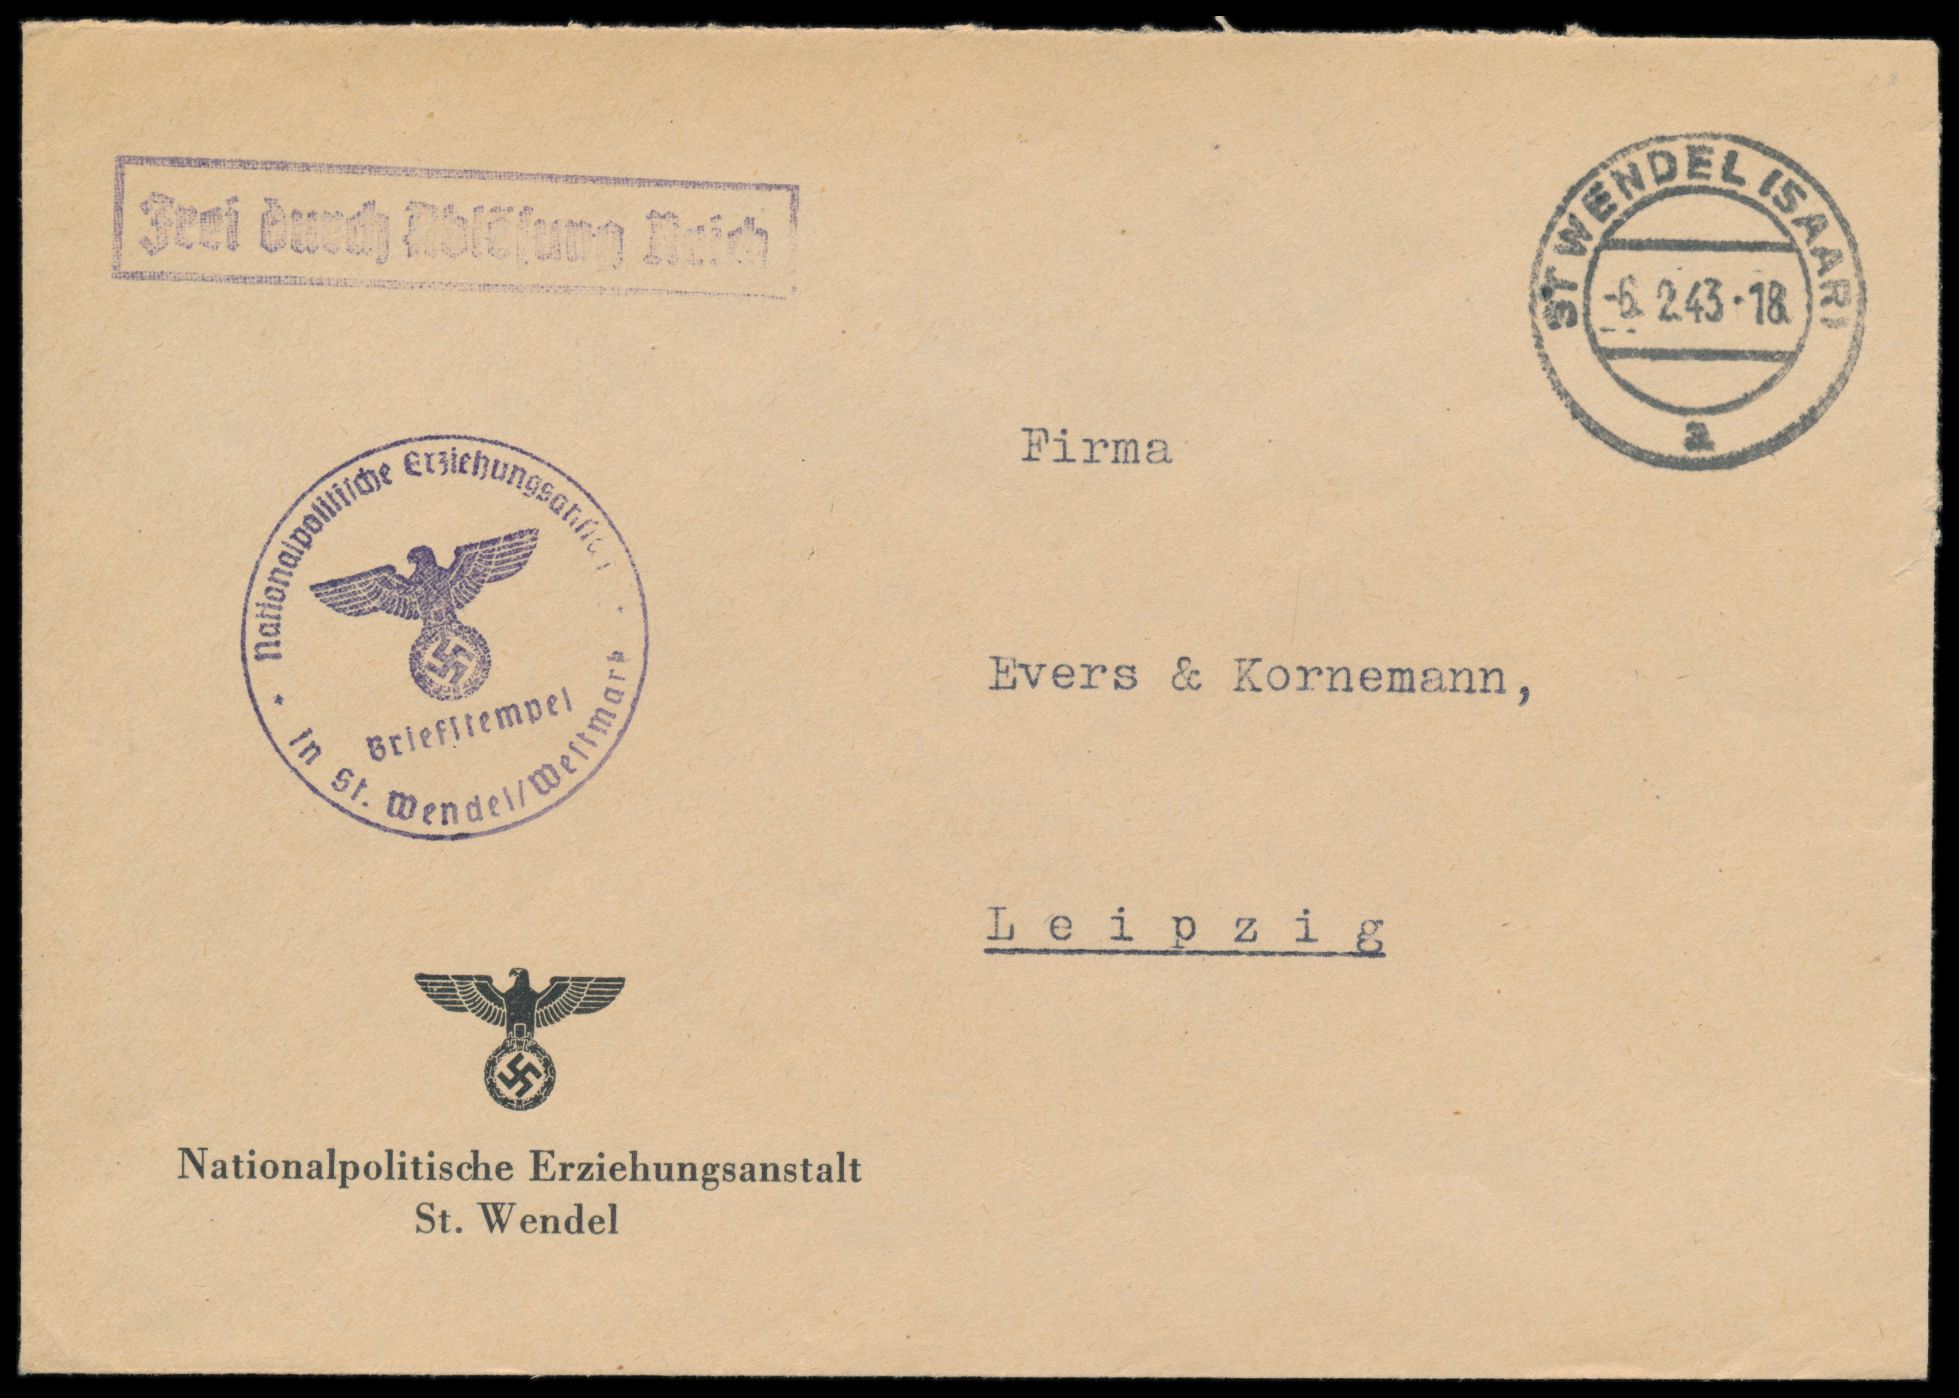 Frei durch Ablösung Reich
ST WENDEL (SAAR)
-6. 2.43.-18
a
Nationalpolitische Erziehungsanstalt
Briefstempel
in St. Wendel/Westmark
Firma
Evers & Kornemann,
Leipzig
Nationalpolitische Erziehungsanstalt
St. Wendel